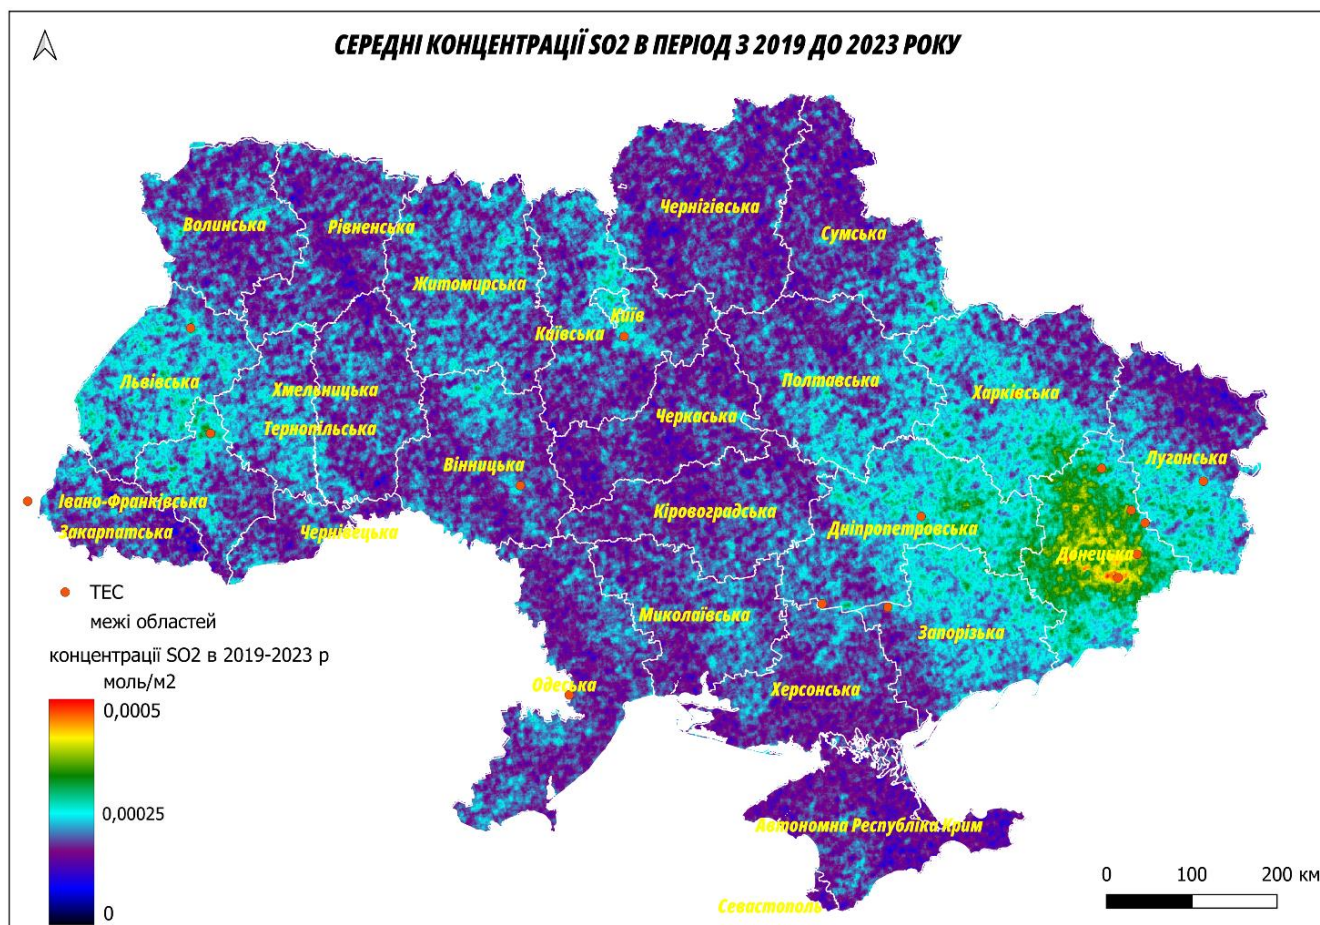 СЕРЕДНІ КОНЦЕНТРАЦІЇ SO2 В ПЕРІОД З 2019 ДО 2023 РОКУ
Волинська
Рівненська
Чернігівська
Сумська
Житомирська
Київ
Київська
Львівська
Хмельницька
Полтавська
Харківська
Тернопільська
Черкаська
Вінницька
Луганська
Івано-Франківська
Закарпатська
Чернівецька
Кіровоградська
Дніпропетровська
Донецька
Миколаївська
Запорізька
Одеська
Херсонська
Автономна Республіка Крим
Севастополь
ТЕС
межі областей
концентрації SO2 в 2019-2023 р
моль/м2
0,0005
0,00025
0
0 100 200 км